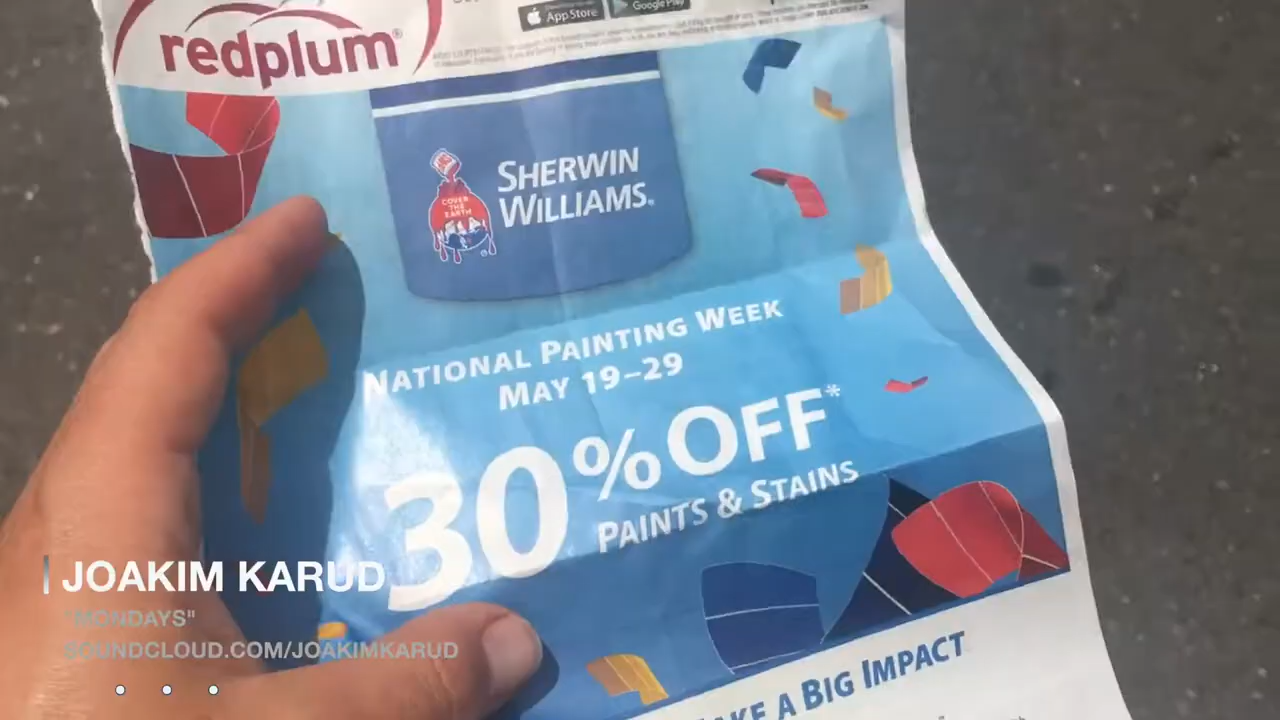 App Store
Google Play
redplum®
SHERWIN
WILLIAMS®
COVER
THE
EARTH
NATIONAL PAINTING WEEK
MAY 19–29
30% OFF*
PAINTS & STAINS
A BIG IMPACT
JOAKIM KARUD
"MONDAYS"
SOUNDCLOUD.COM/JOAKIMKARUD